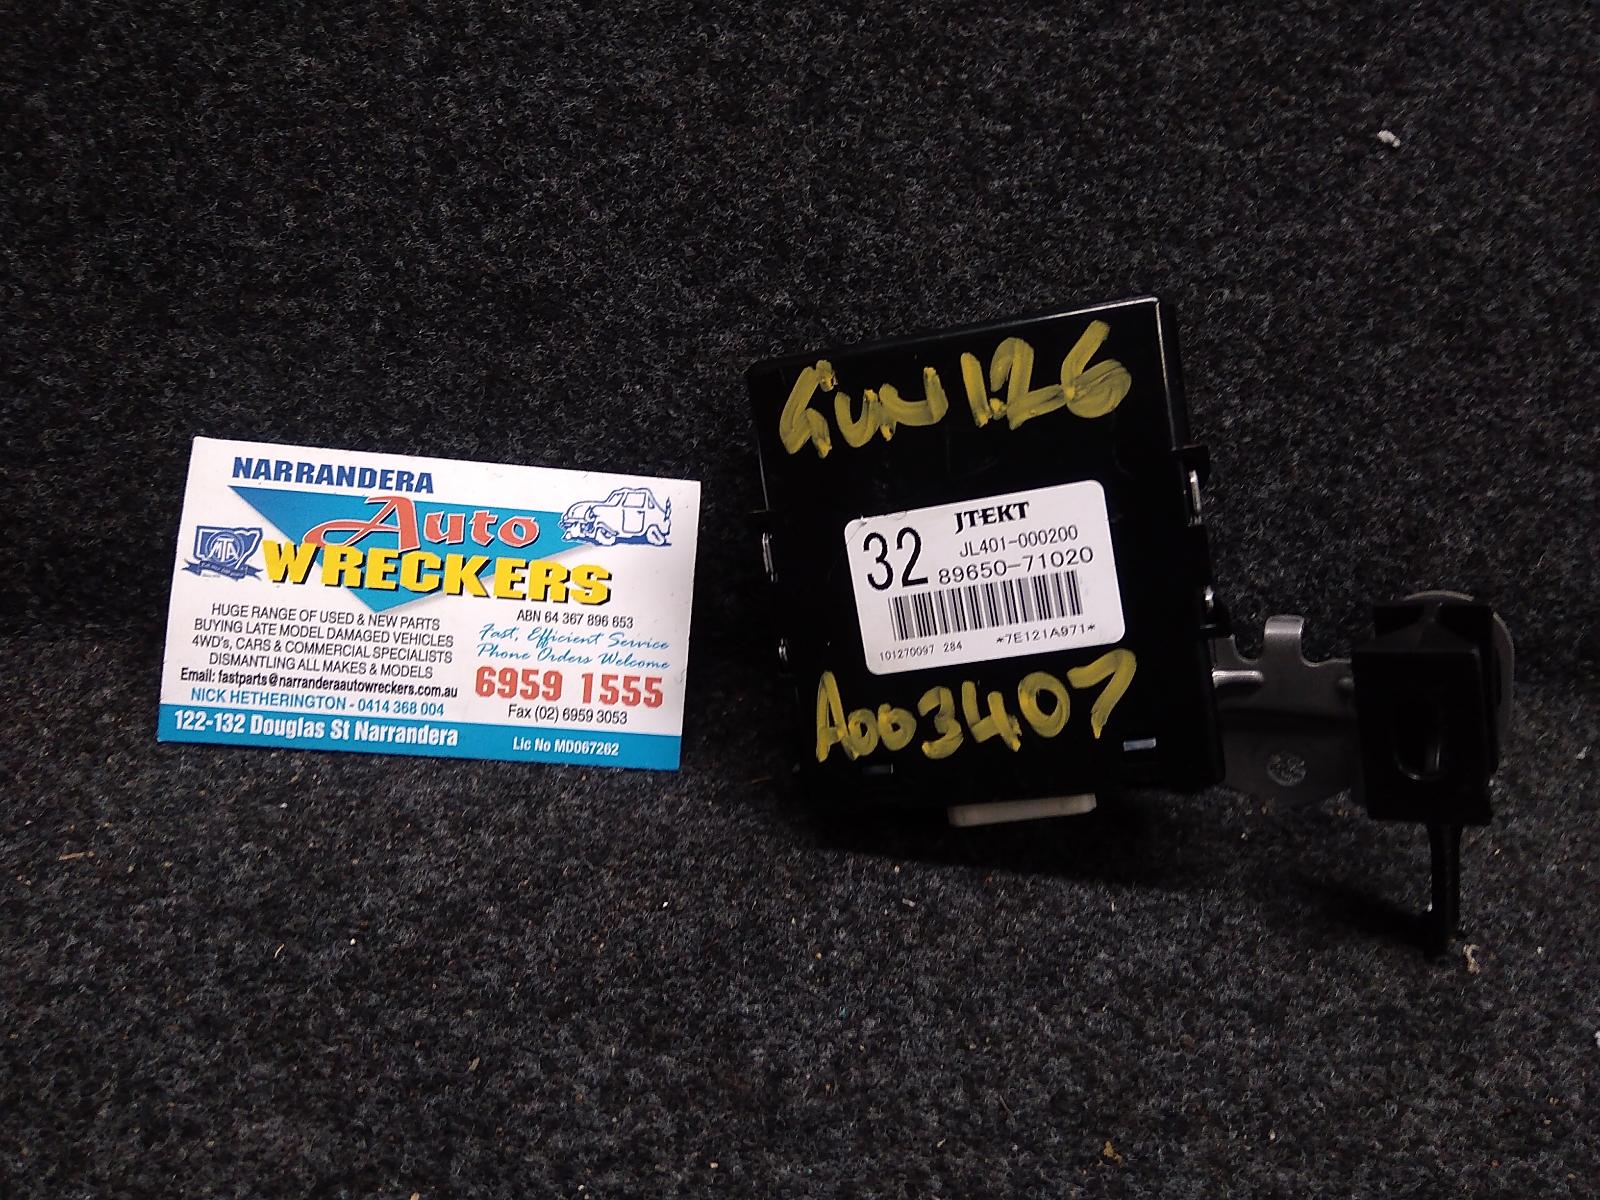 NARRANDERA
Auto
WRECKERS
MTA
HUGE RANGE OF USED & NEW PARTS
BUYING LATE MODEL DAMAGED VEHICLES
4WD's, CARS & COMMERCIAL SPECIALISTS
DISMANTLING ALL MAKES & MODELS
Email: fastparts@narranderaautowreckers.com.au
NICK HETHERINGTON - 0414 368 004
ABN 64 367 896 653
Fast, Efficient Service
Phone Orders Welcome
6959 1555
Fax (02) 6959 3053
122-132 Douglas St Narrandera
Lic No MD067262
GUN126
JTEKT
32
JL401-000200
89650-71020
101270097 284
*7E121A971*
A003407